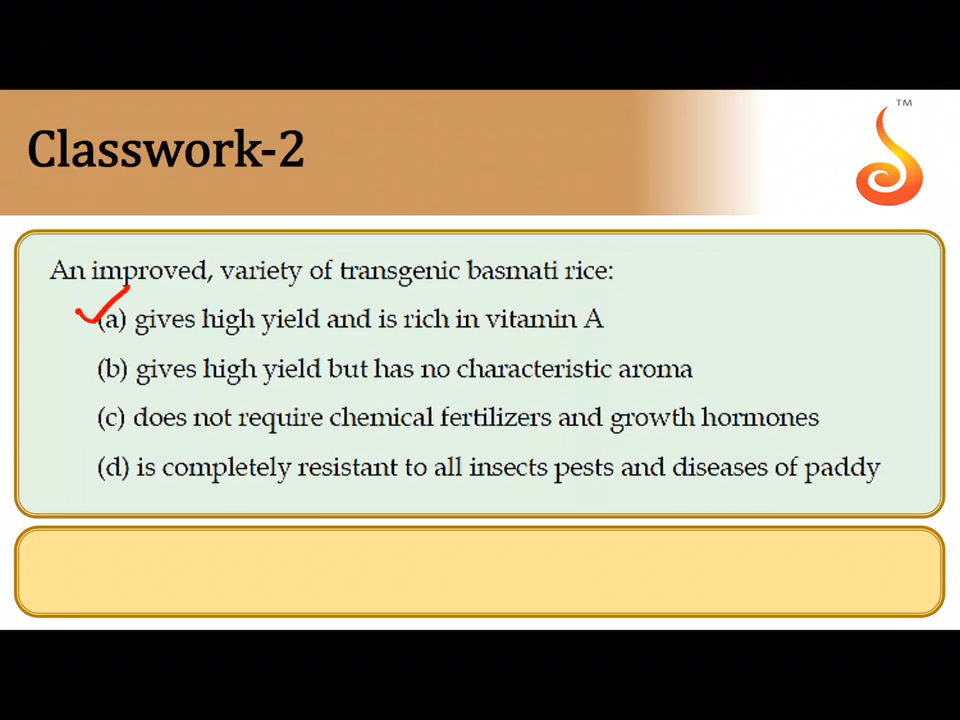 TM
Classwork-2
An improved, variety of transgenic basmati rice:
(a) gives high yield and is rich in vitamin A
(b) gives high yield but has no characteristic aroma
(c) does not require chemical fertilizers and growth hormones
(d) is completely resistant to all insects pests and diseases of paddy